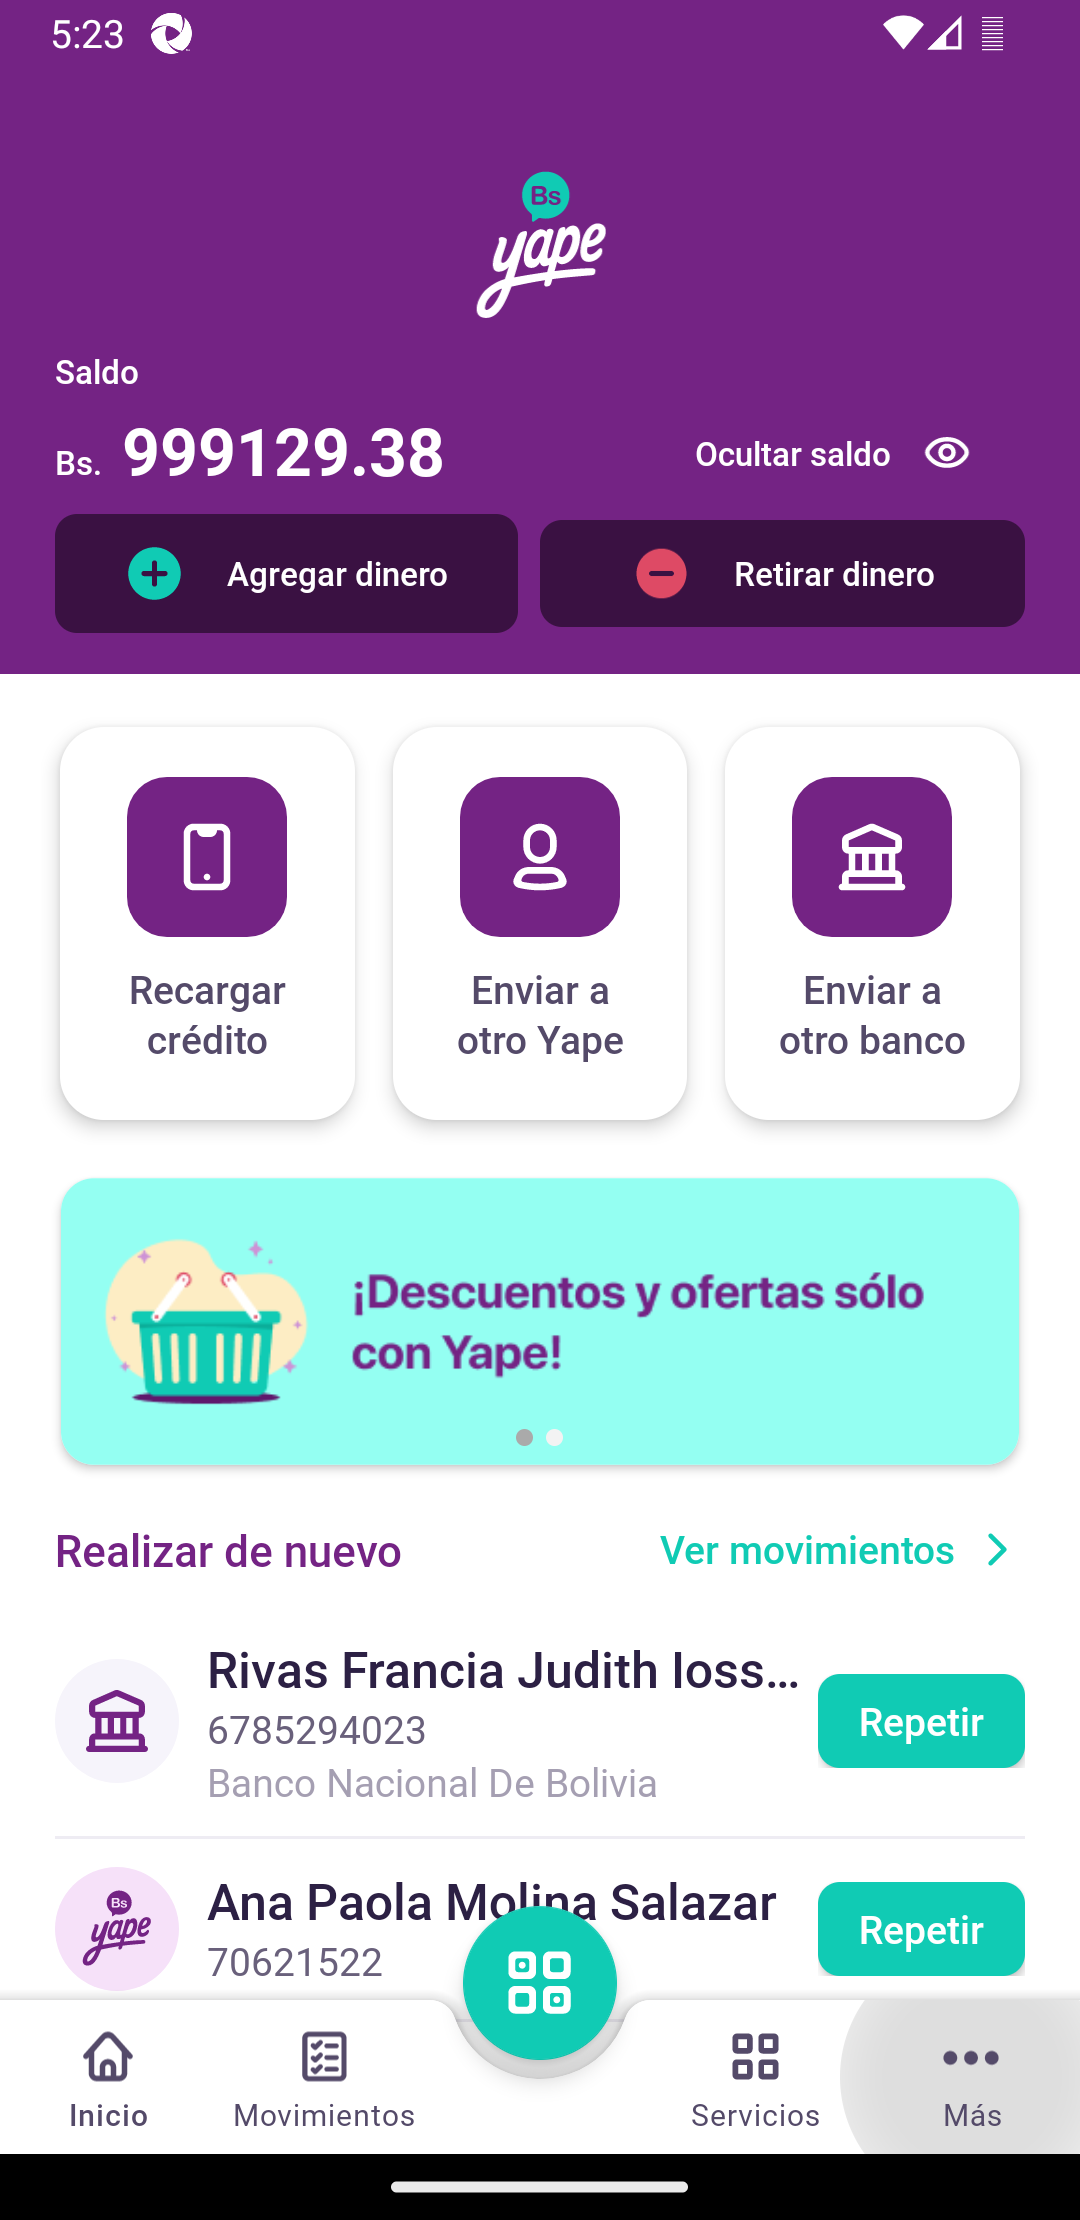 5:23
Bs
yape
Saldo
Bs. 999129.38
Ocultar saldo
Agregar dinero
Retirar dinero
Recargar
crédito
Enviar a
otro Yape
Enviar a
otro banco
¡Descuentos y ofertas sólo
con Yape!
Realizar de nuevo
Ver movimientos
Rivas Francia Judith Ioss...
6785294023
Banco Nacional De Bolivia
Repetir
Bs
yape
Ana Paola Molina Salazar
70621522
Repetir
Inicio
Movimientos
Servicios
Más